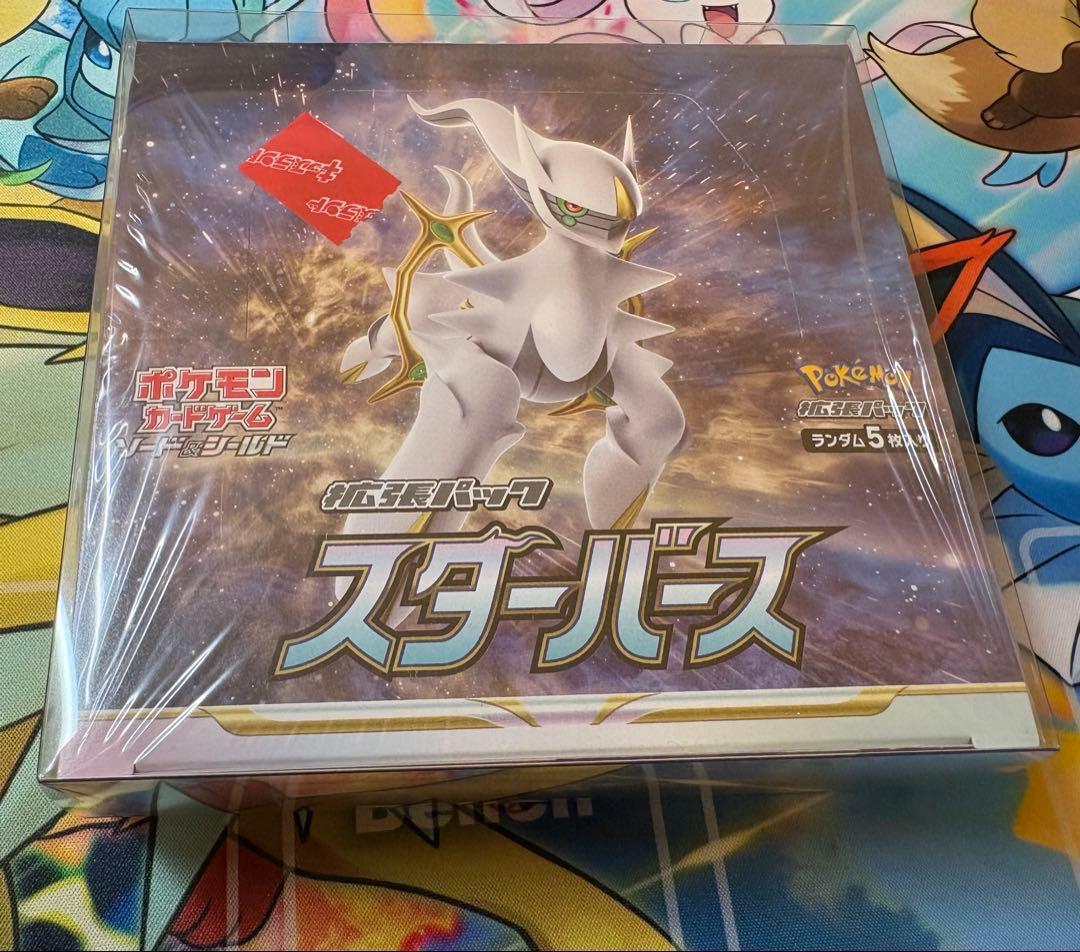 ポケモン
カードゲーム
ソード&シールド
Pokémon
拡張パック
ランダム5枚入り
拡張パック
スターバース